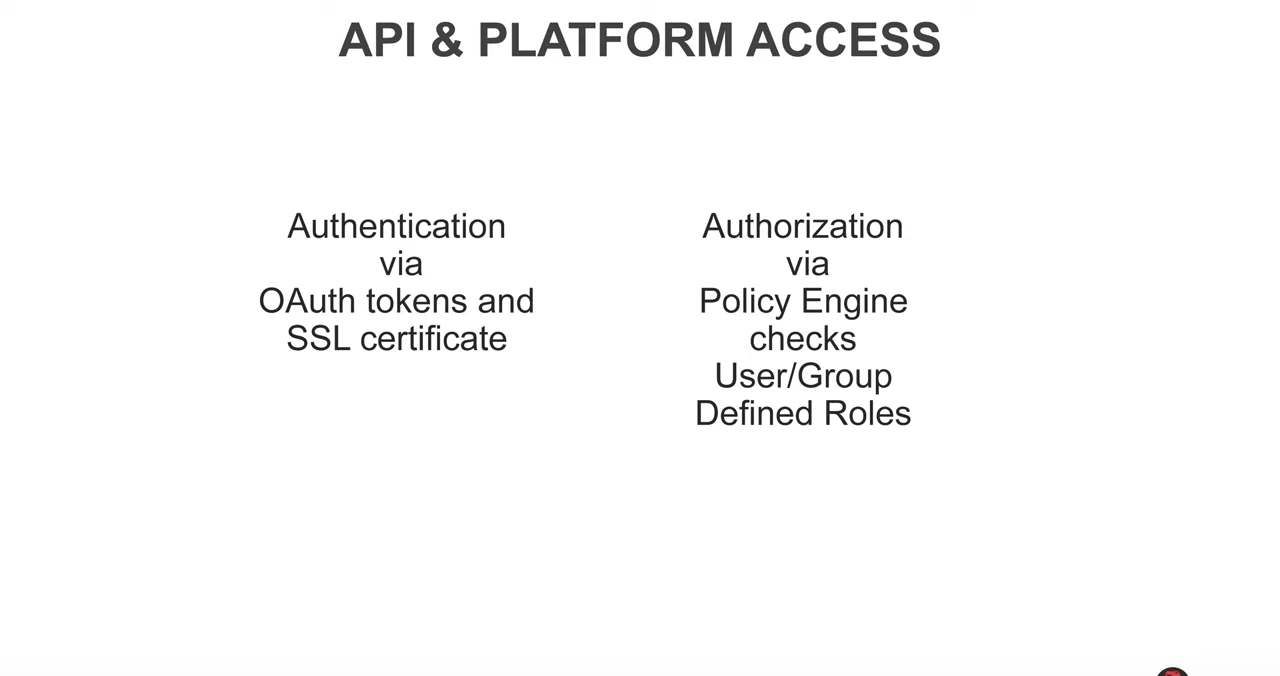 API & PLATFORM ACCESS
Authentication
via
OAuth tokens and
SSL certificate
Authorization
via
Policy Engine
checks
User/Group
Defined Roles